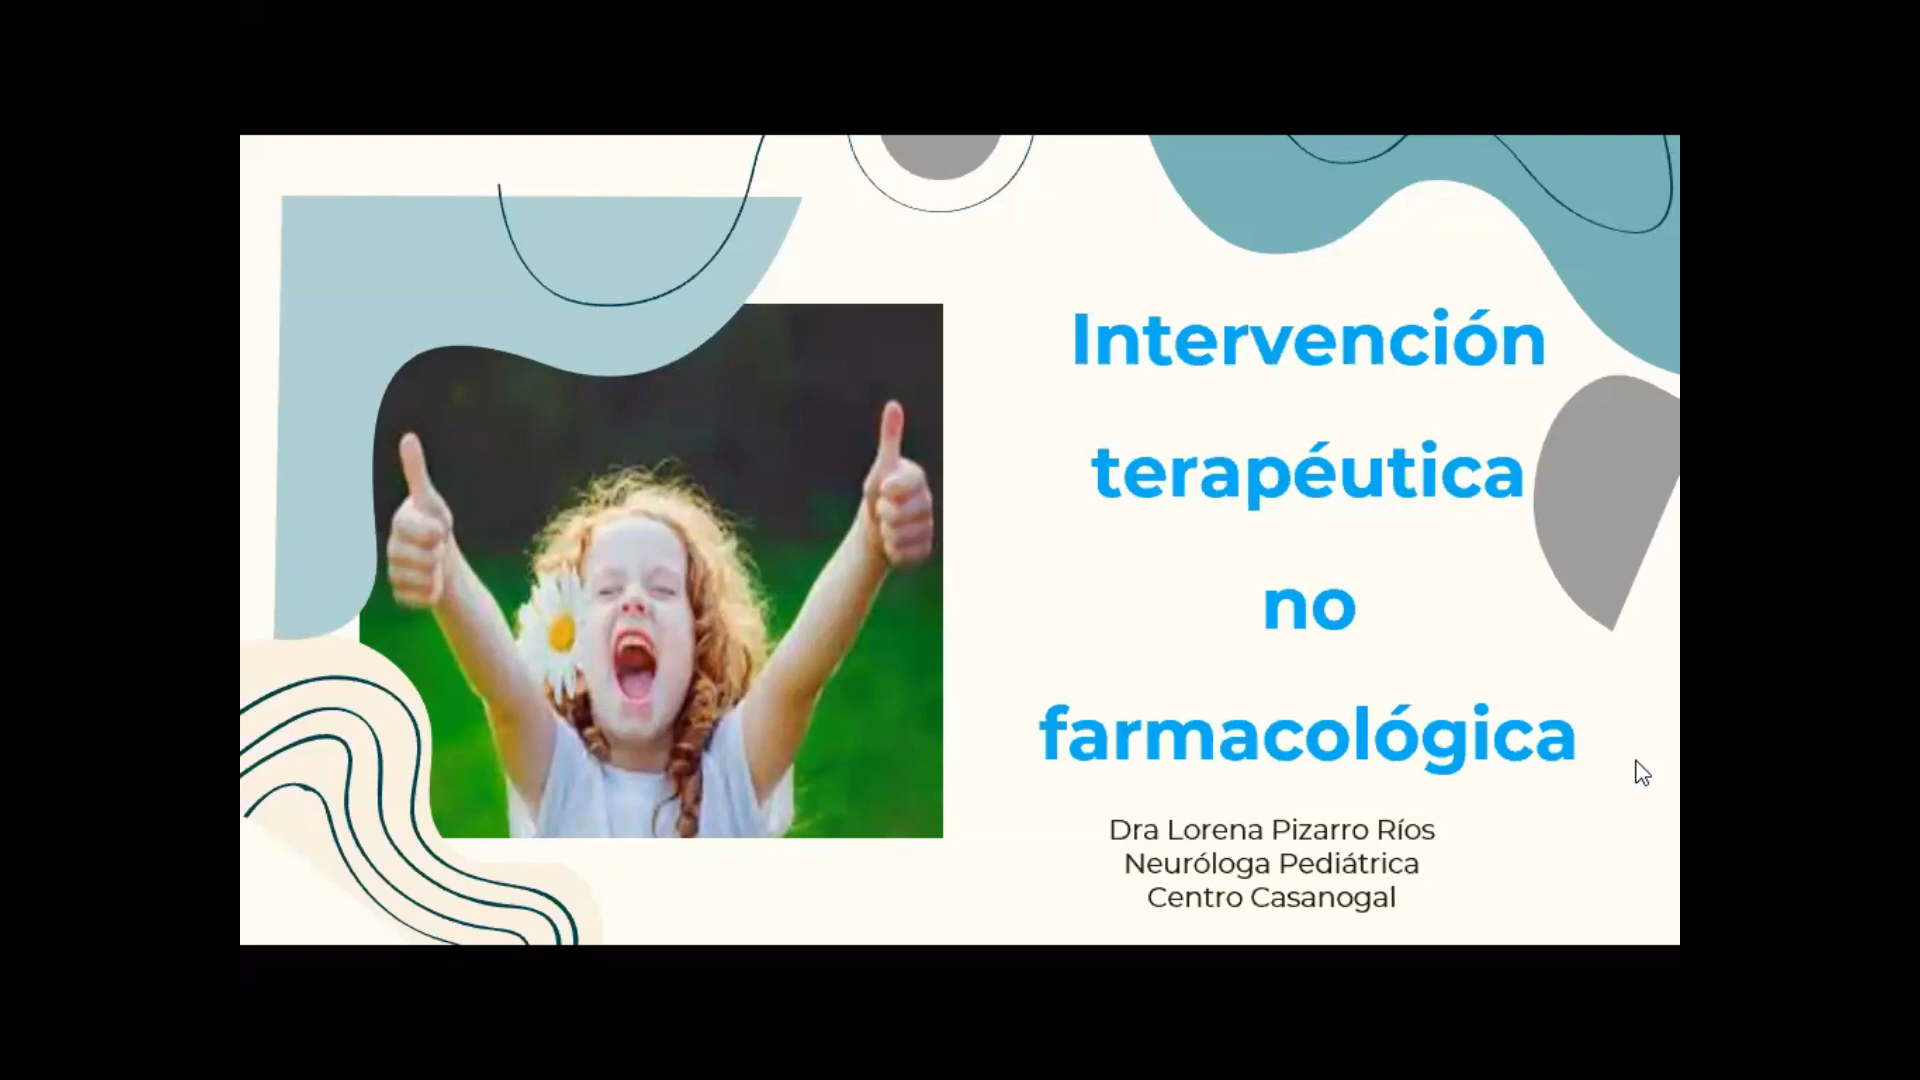 Intervención
terapéutica
no
farmacológica
Dra Lorena Pizarro Ríos
Neuróloga Pediátrica
Centro Casanogal